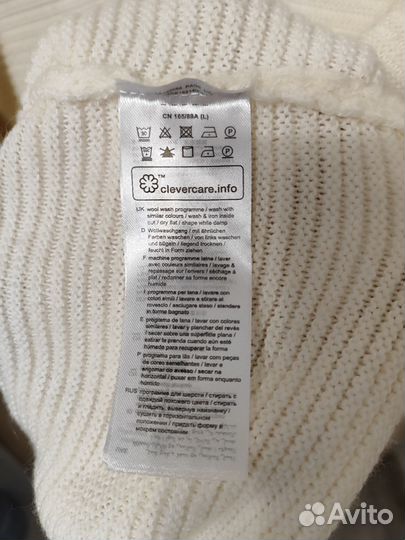 CN 165/88A (L)
clevercare.info
UK wool wash programme / wash with
similar colours / wash & iron inside
out / dry flat / shape while damp
D Wollwaschgang / mit ähnlichen
Farben waschen / von links waschen
und bügeln / liegend trocknen /
feucht in Form ziehen
F machine programme laine / laver
avec couleurs similaires / lavage &
repassage sur l'envers / séchage à
plat / redonner sa forme encore
humide
I programma per lana / lavare con
colori simili / lavare e stirare al
rovescio / asciugare steso / stendere
in forma bagnato
E programa de lana / lavar con colores
similares / lavar y planchar del revés
/ secar sobre una superficie plana /
estirar la prenda cuando aún esté
húmeda para recuperar la forma
P programa para lãs / lavar com peças
de cores semelhantes / lavar e
engomar do avesso / secar na
horizontal / puxar em forma enquanto
húmido
RUS программа для шерсти / стирать с
вещами похожего цвета / стирать
и гладить, вывернув наизнанку /
сушить в горизонтальном
положении / придать форму в
мокром состоянии
Avito